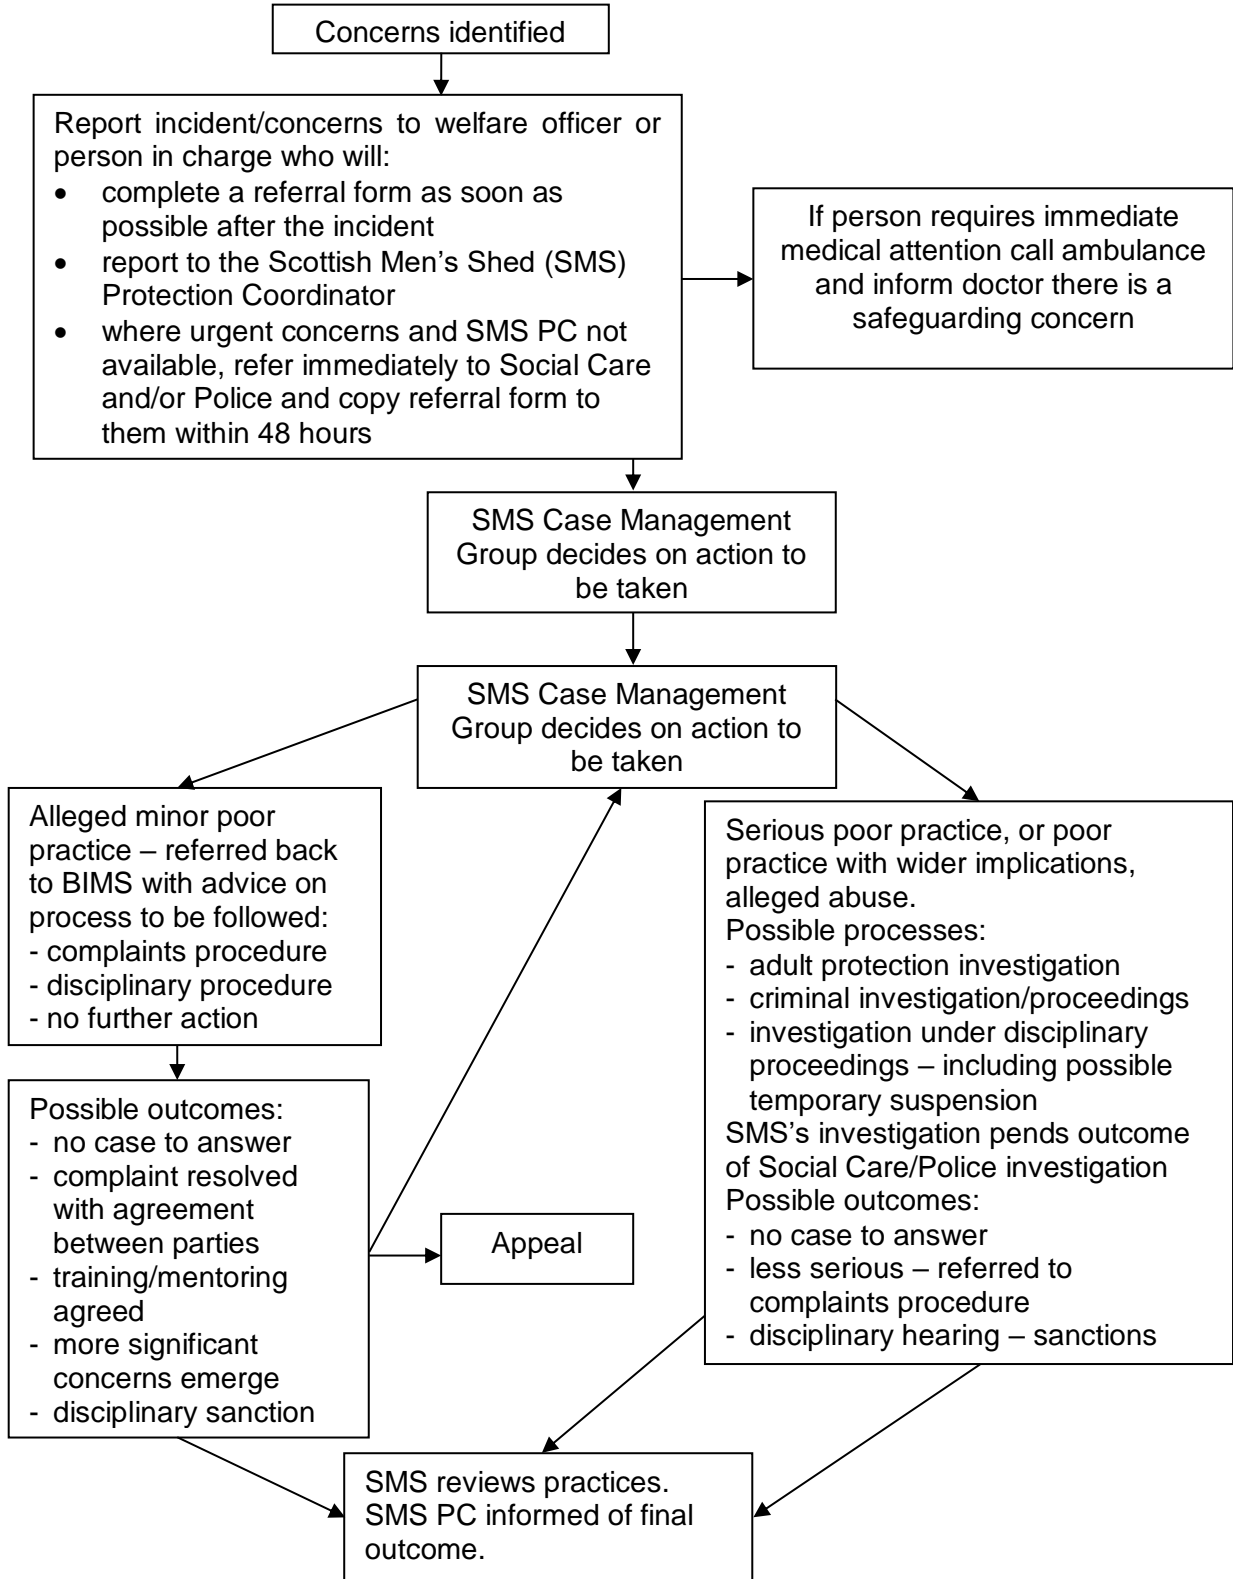 Concerns identified
Report incident/concerns to welfare officer or
person in charge who will:
• complete a referral form as soon as
possible after the incident
• report to the Scottish Men’s Shed (SMS)
Protection Coordinator
• where urgent concerns and SMS PC not
available, refer immediately to Social Care
and/or Police and copy referral form to
them within 48 hours
If person requires immediate
medical attention call ambulance
and inform doctor there is a
safeguarding concern
SMS Case Management
Group decides on action to
be taken
SMS Case Management
Group decides on action to
be taken
Alleged minor poor
practice – referred back
to BIMS with advice on
process to be followed:
- complaints procedure
- disciplinary procedure
- no further action
Serious poor practice, or poor
practice with wider implications,
alleged abuse.
Possible processes:
- adult protection investigation
- criminal investigation/proceedings
- investigation under disciplinary
proceedings – including possible
temporary suspension
SMS’s investigation pends outcome
of Social Care/Police investigation
Possible outcomes:
- no case to answer
- less serious – referred to
complaints procedure
- disciplinary hearing – sanctions
Possible outcomes:
- no case to answer
- complaint resolved
with agreement
between parties
- training/mentoring
agreed
- more significant
concerns emerge
- disciplinary sanction
Appeal
SMS reviews practices.
SMS PC informed of final
outcome.